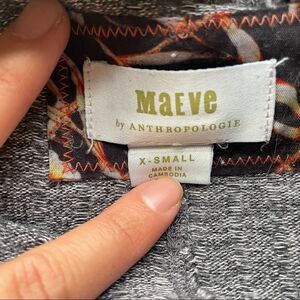 MAEVE
by ANTHROPOLOGIE
X-SMALL
MADE IN
CAMBODIA